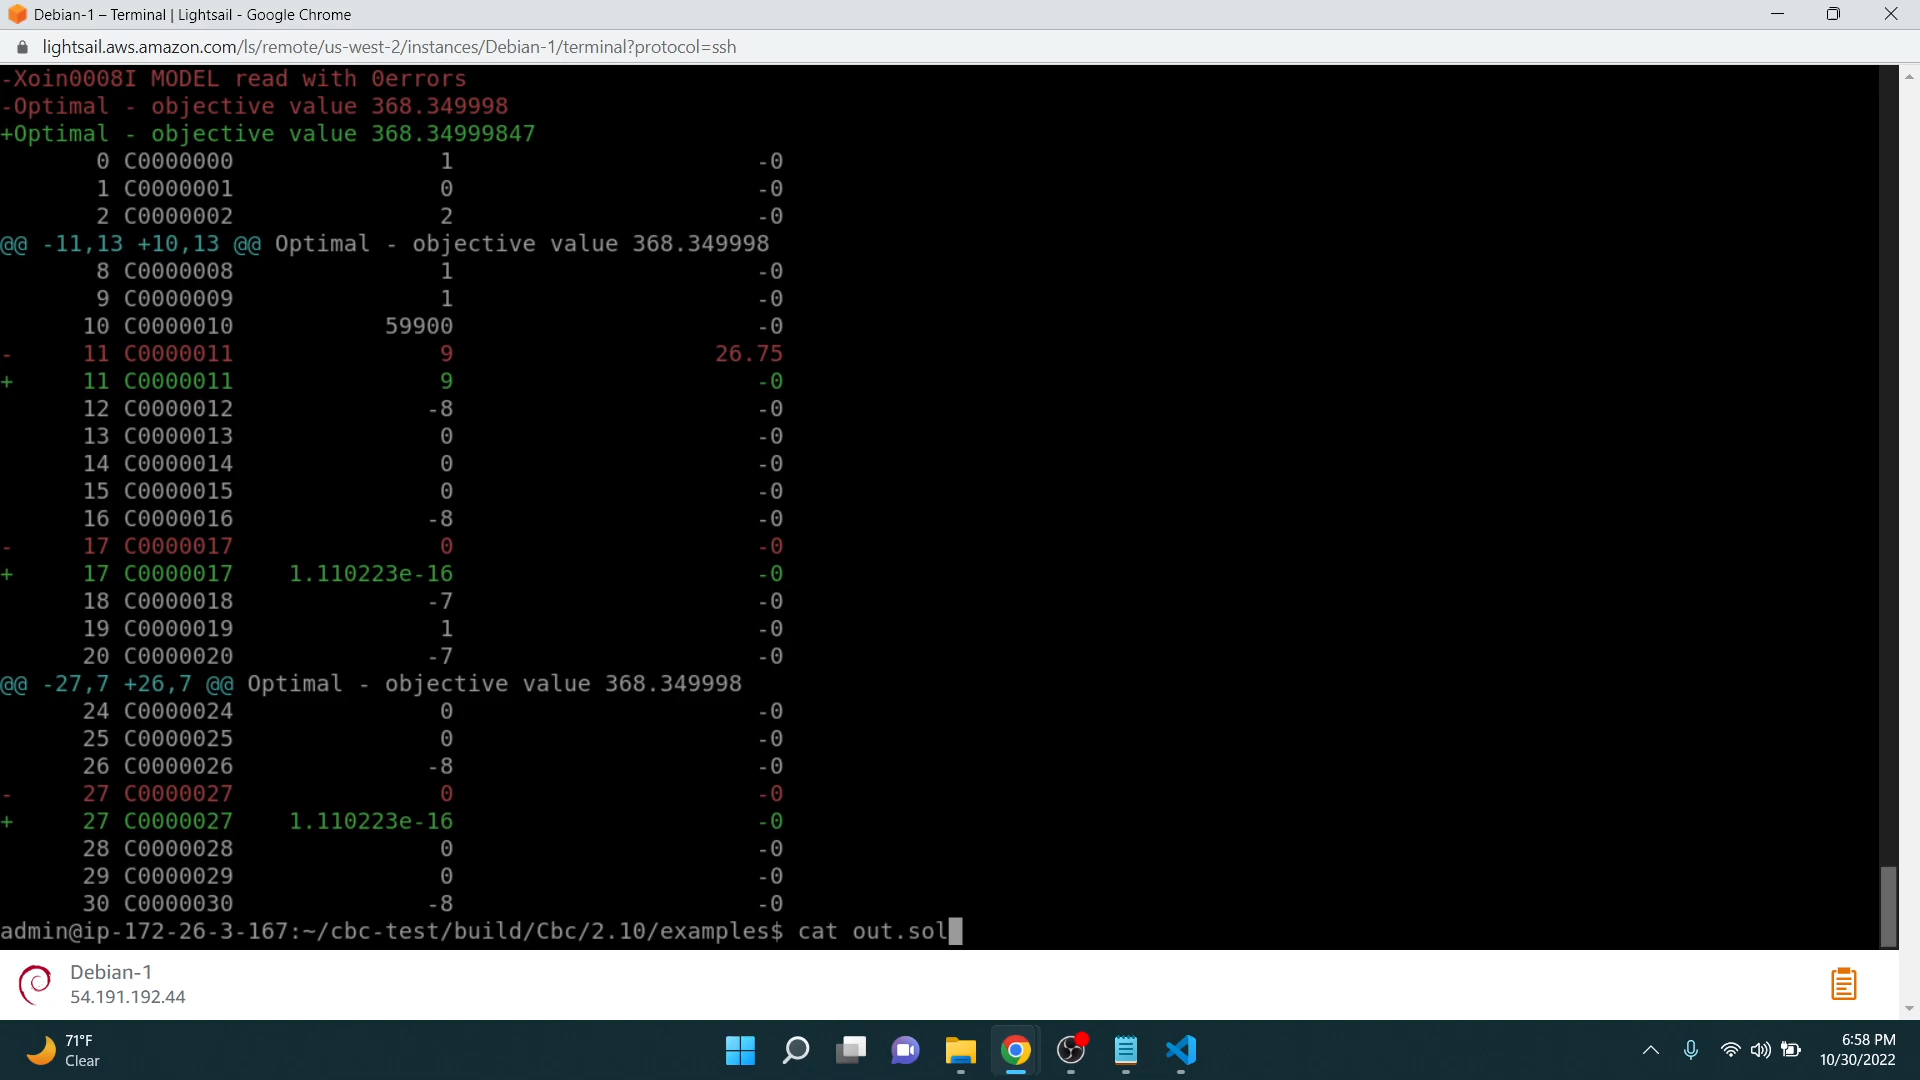 Debian-1 – Terminal | Lightsail - Google Chrome
lightsail.aws.amazon.com/ls/remote/us-west-2/instances/Debian-1/terminal?protocol=ssh
-Xoin0008I MODEL read with 0errors
-Optimal - objective value 368.349998
+Optimal - objective value 368.34999847
0 C0000000 1 -0
1 C0000001 0 -0
2 C0000002 2 -0
@@ -11,13 +10,13 @@ Optimal - objective value 368.349998
8 C0000008 1 -0
9 C0000009 1 -0
10 C0000010 59900 -0
- 11 C0000011 9 26.75
+ 11 C0000011 9 -0
12 C0000012 -8 -0
13 C0000013 0 -0
14 C0000014 0 -0
15 C0000015 0 -0
16 C0000016 -8 -0
- 17 C0000017 0 -0
+ 17 C0000017 1.110223e-16 -0
18 C0000018 -7 -0
19 C0000019 1 -0
20 C0000020 -7 -0
@@ -27,7 +26,7 @@ Optimal - objective value 368.349998
24 C0000024 0 -0
25 C0000025 0 -0
26 C0000026 -8 -0
- 27 C0000027 0 -0
+ 27 C0000027 1.110223e-16 -0
28 C0000028 0 -0
29 C0000029 0 -0
30 C0000030 -8 -0
admin@ip-172-26-3-167:~/cbc-test/build/Cbc/2.10/examples$ cat out.sol
Debian-1
54.191.192.44
71°F
Clear
6:58 PM
10/30/2022